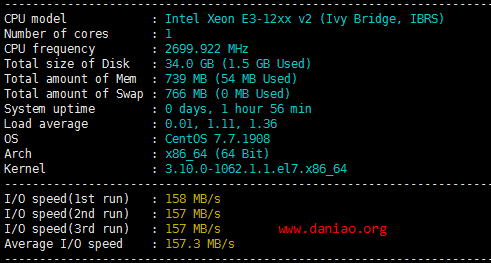 CPU model : Intel Xeon E3-12xx v2 (Ivy Bridge, IBRS)
Number of cores : 1
CPU frequency : 2699.922 MHz
Total size of Disk : 34.0 GB (1.5 GB Used)
Total amount of Mem : 739 MB (54 MB Used)
Total amount of Swap : 766 MB (0 MB Used)
System uptime : 0 days, 1 hour 56 min
Load average : 0.01, 1.11, 1.36
OS : CentOS 7.7.1908
Arch : x86_64 (64 Bit)
Kernel : 3.10.0-1062.1.1.el7.x86_64
----------------------------------------------------------------------
I/O speed(1st run) : 158 MB/s
I/O speed(2nd run) : 157 MB/s
I/O speed(3rd run) : 157 MB/s
www.daniao.org
Average I/O speed : 157.3 MB/s
----------------------------------------------------------------------